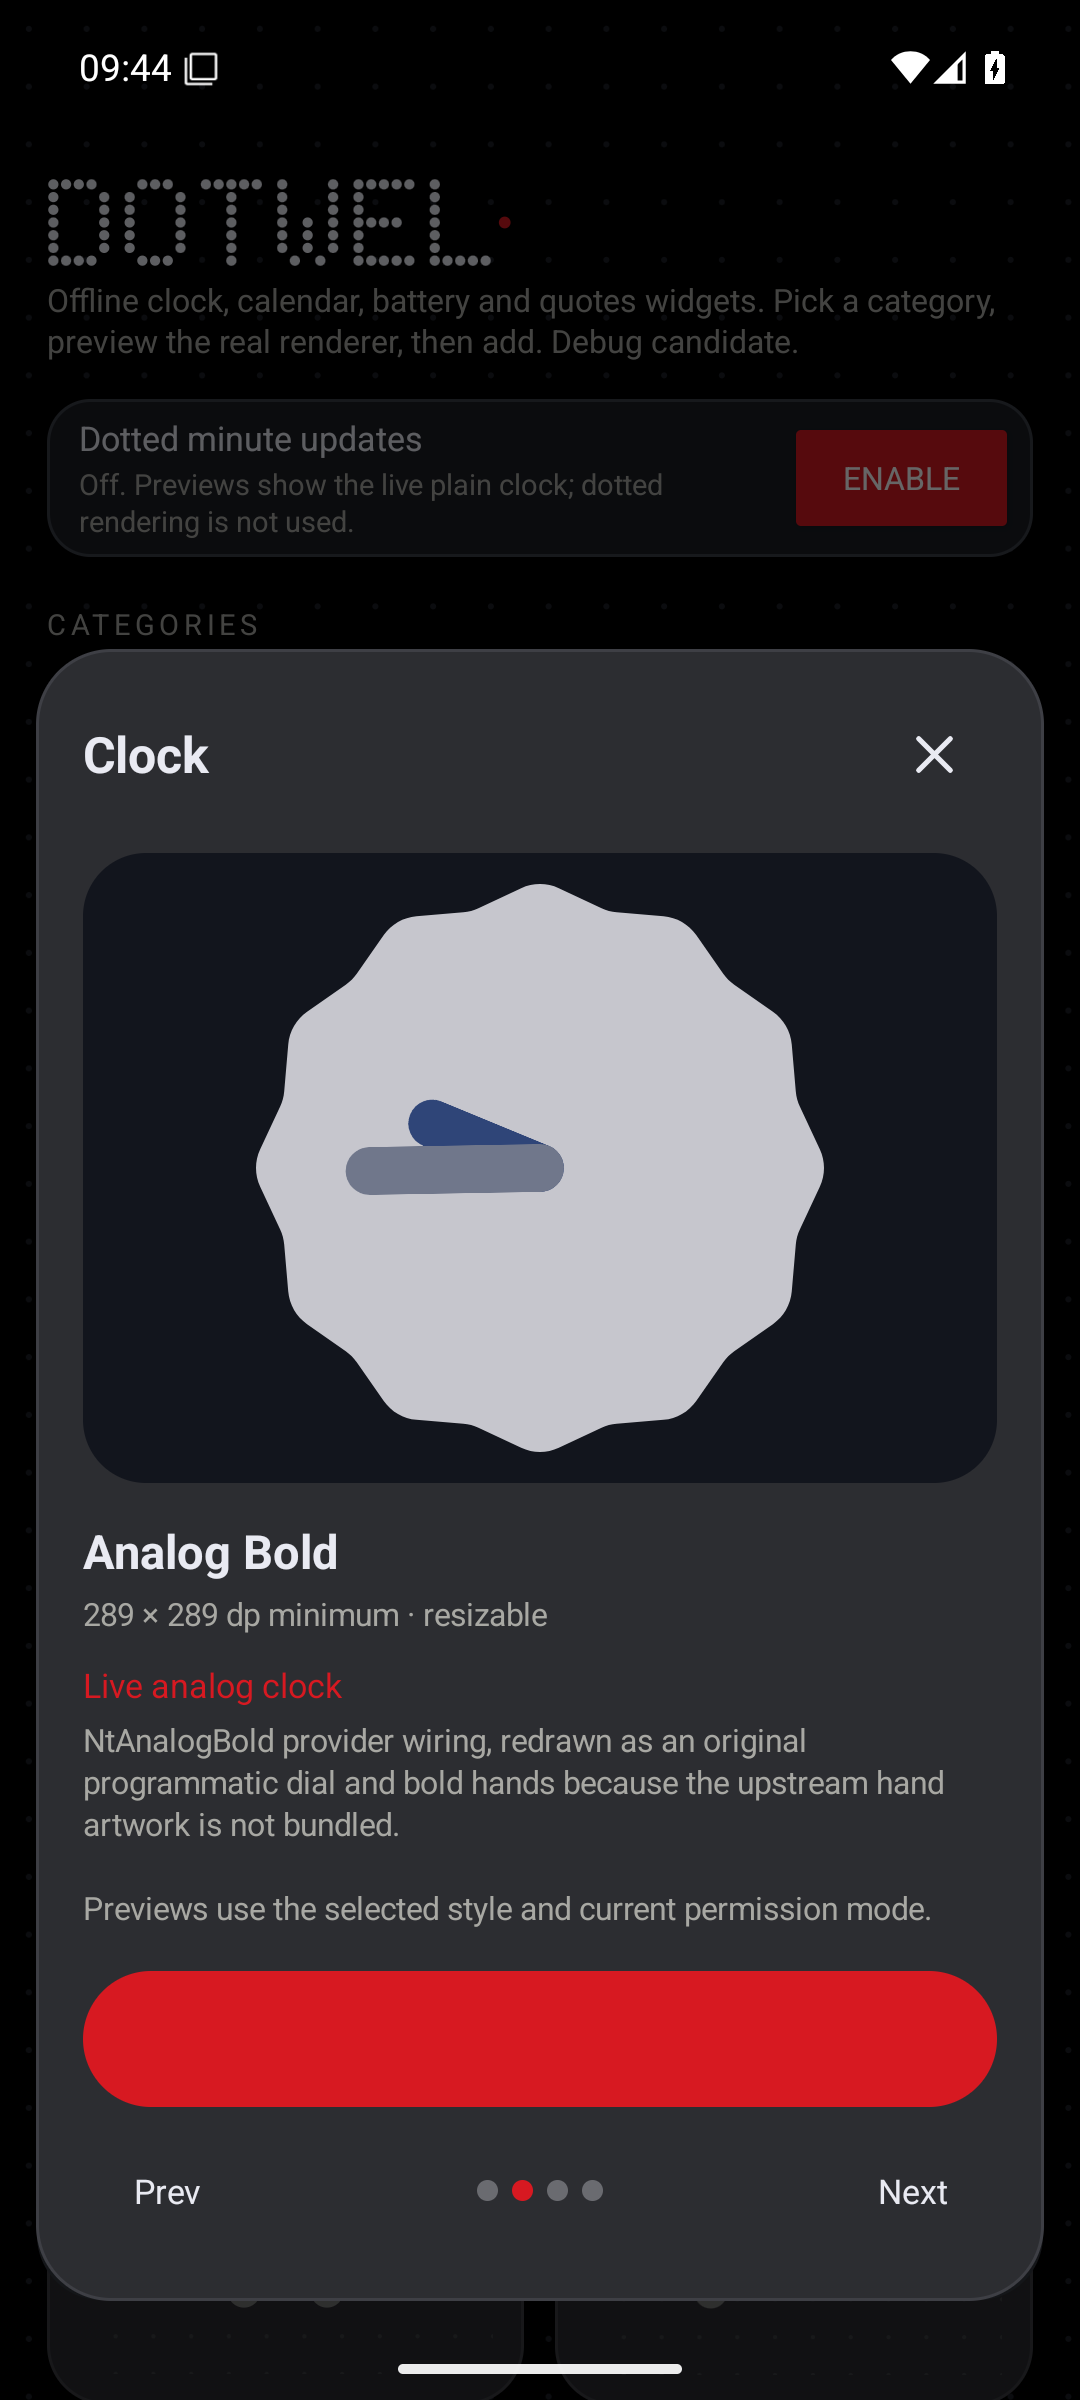 09:44
DOTWEL
Offline clock, calendar, battery and quotes widgets. Pick a category,
preview the real renderer, then add. Debug candidate.
Dotted minute updates
Off. Previews show the live plain clock; dotted
rendering is not used.
ENABLE
CATEGORIES
Clock
Analog Bold
289 × 289 dp minimum · resizable
Live analog clock
NtAnalogBold provider wiring, redrawn as an original
programmatic dial and bold hands because the upstream hand
artwork is not bundled.
Previews use the selected style and current permission mode.
Prev
Next